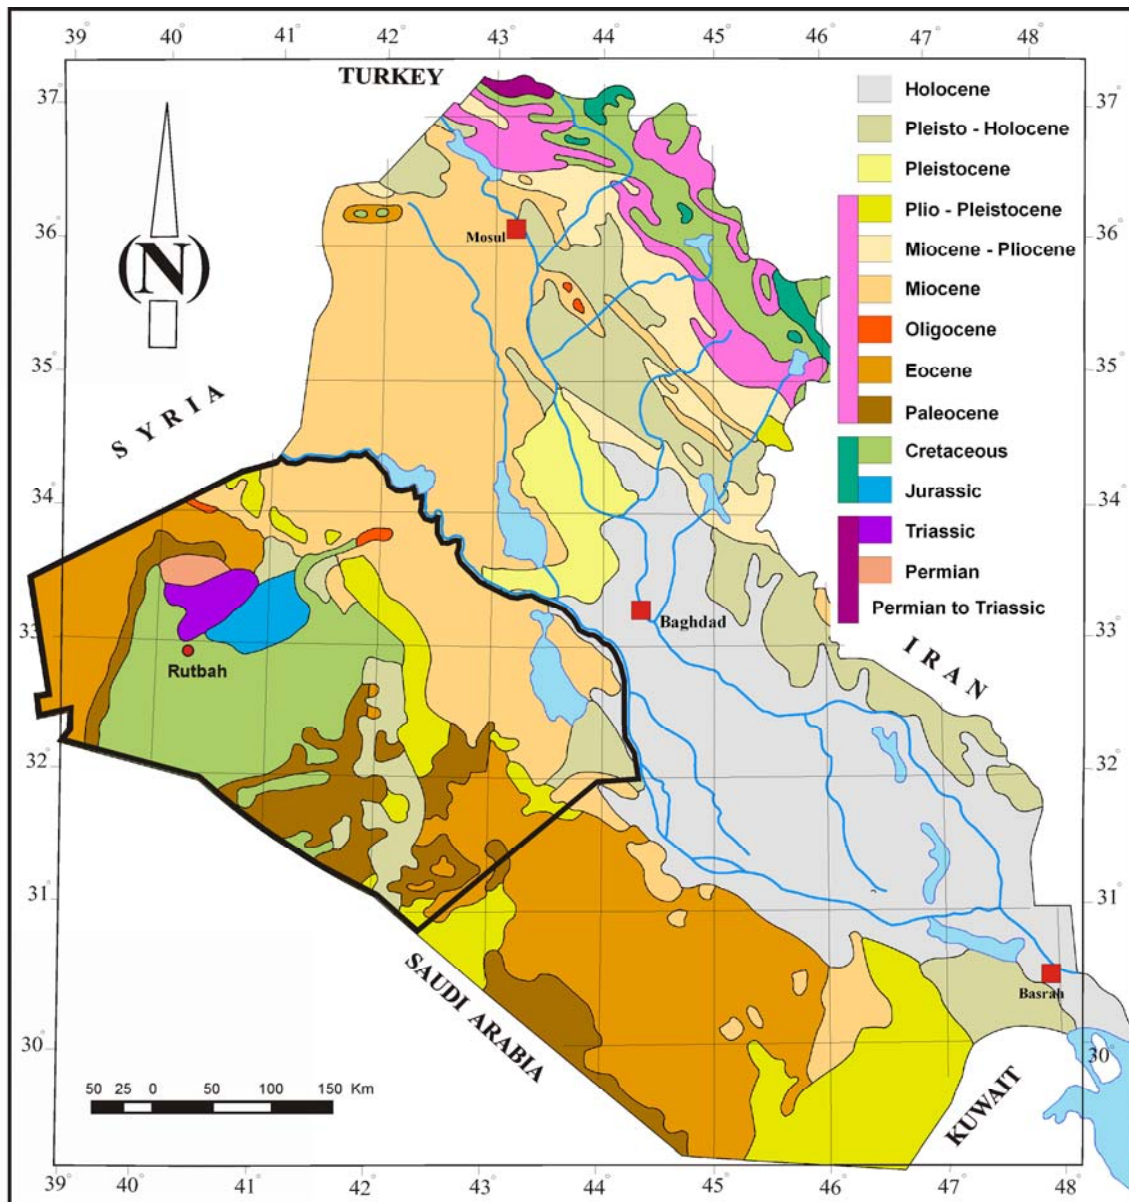 39° 40° 41° 42° 43° 44° 45° 46° 47° 48°
TURKEY
37° 37°
(N)
Mosul
36° 36°
35° 35°
SYRIA
34° 34°
33° 33°
Baghdad
Rutbah
IRAN
32° 32°
31° 31°
Basrah
SAUDI ARABIA
30° 30°
KUWAIT
50 25 0 50 100 150 Km
39° 40° 41° 42° 43° 44° 45° 46° 47° 48°
Holocene
Pleisto - Holocene
Pleistocene
Plio - Pleistocene
Miocene - Pliocene
Miocene
Oligocene
Eocene
Paleocene
Cretaceous
Jurassic
Triassic
Permian
Permian to Triassic